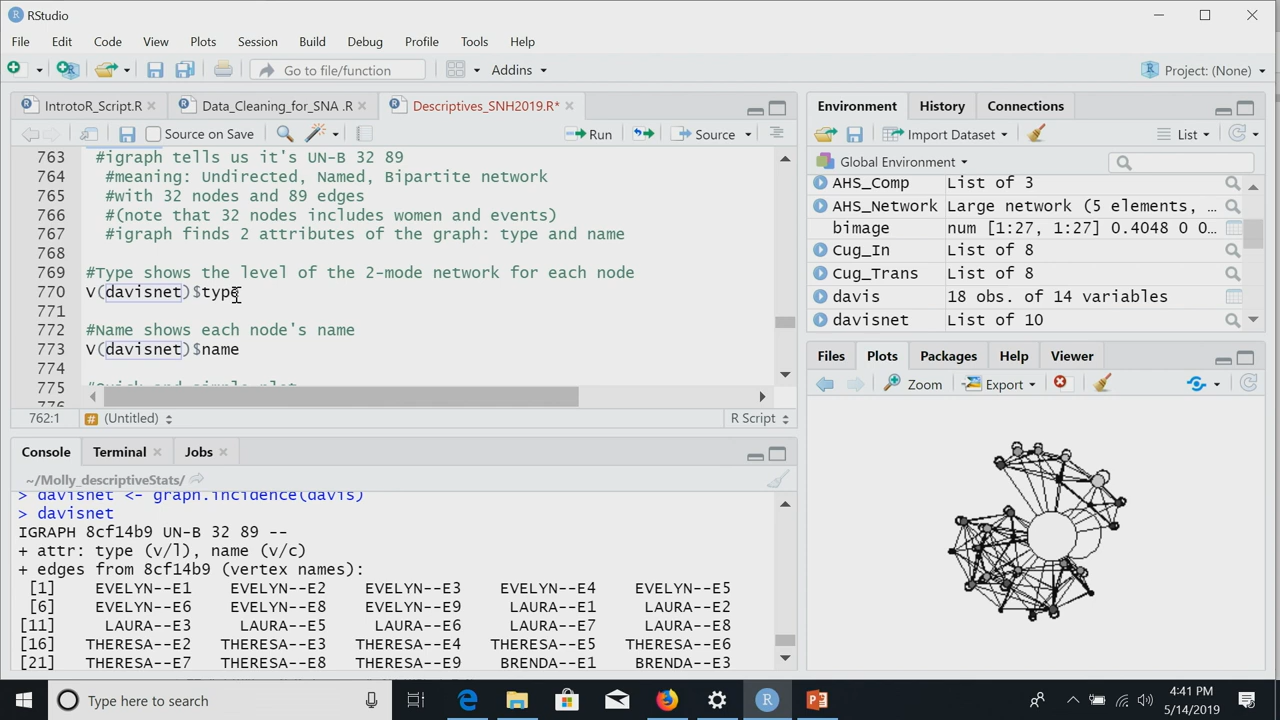 RStudio
File Edit Code View Plots Session Build Debug Profile Tools Help
Go to file/function Addins Project: (None)
IntrotoR_Script.R Data_Cleaning_for_SNA .R Descriptives_SNH2019.R*
Source on Save Run Source
763 #igraph tells us it's UN-B 32 89
764 #meaning: Undirected, Named, Bipartite network
765 #with 32 nodes and 89 edges
766 #(note that 32 nodes includes women and events)
767 #igraph finds 2 attributes of the graph: type and name
768
769 #Type shows the level of the 2-mode network for each node
770 V(davisnet)$type
771
772 #Name shows each node's name
773 V(davisnet)$name
774
775 #Quick and simple plot
776
762:1 # (Untitled) R Script
Console Terminal Jobs
~/Molly_descriptiveStats/
> davisnet <- graph.incidence(davis)
> davisnet
IGRAPH 8cf14b9 UN-B 32 89 --
+ attr: type (v/l), name (v/c)
+ edges from 8cf14b9 (vertex names):
[1] EVELYN--E1 EVELYN--E2 EVELYN--E3 EVELYN--E4 EVELYN--E5
[6] EVELYN--E6 EVELYN--E8 EVELYN--E9 LAURA--E1 LAURA--E2
[11] LAURA--E3 LAURA--E5 LAURA--E6 LAURA--E7 LAURA--E8
[16] THERESA--E2 THERESA--E3 THERESA--E4 THERESA--E5 THERESA--E6
[21] THERESA--E7 THERESA--E8 THERESA--E9 BRENDA--E1 BRENDA--E3
Environment History Connections
Import Dataset List
Global Environment
AHS_Comp List of 3
AHS_Network Large network (5 elements, …
bimage num [1:27, 1:27] 0.4048 0 0…
Cug_In List of 8
Cug_Trans List of 8
davis 18 obs. of 14 variables
davisnet List of 10
Files Plots Packages Help Viewer
Zoom Export
Type here to search
4:41 PM
5/14/2019